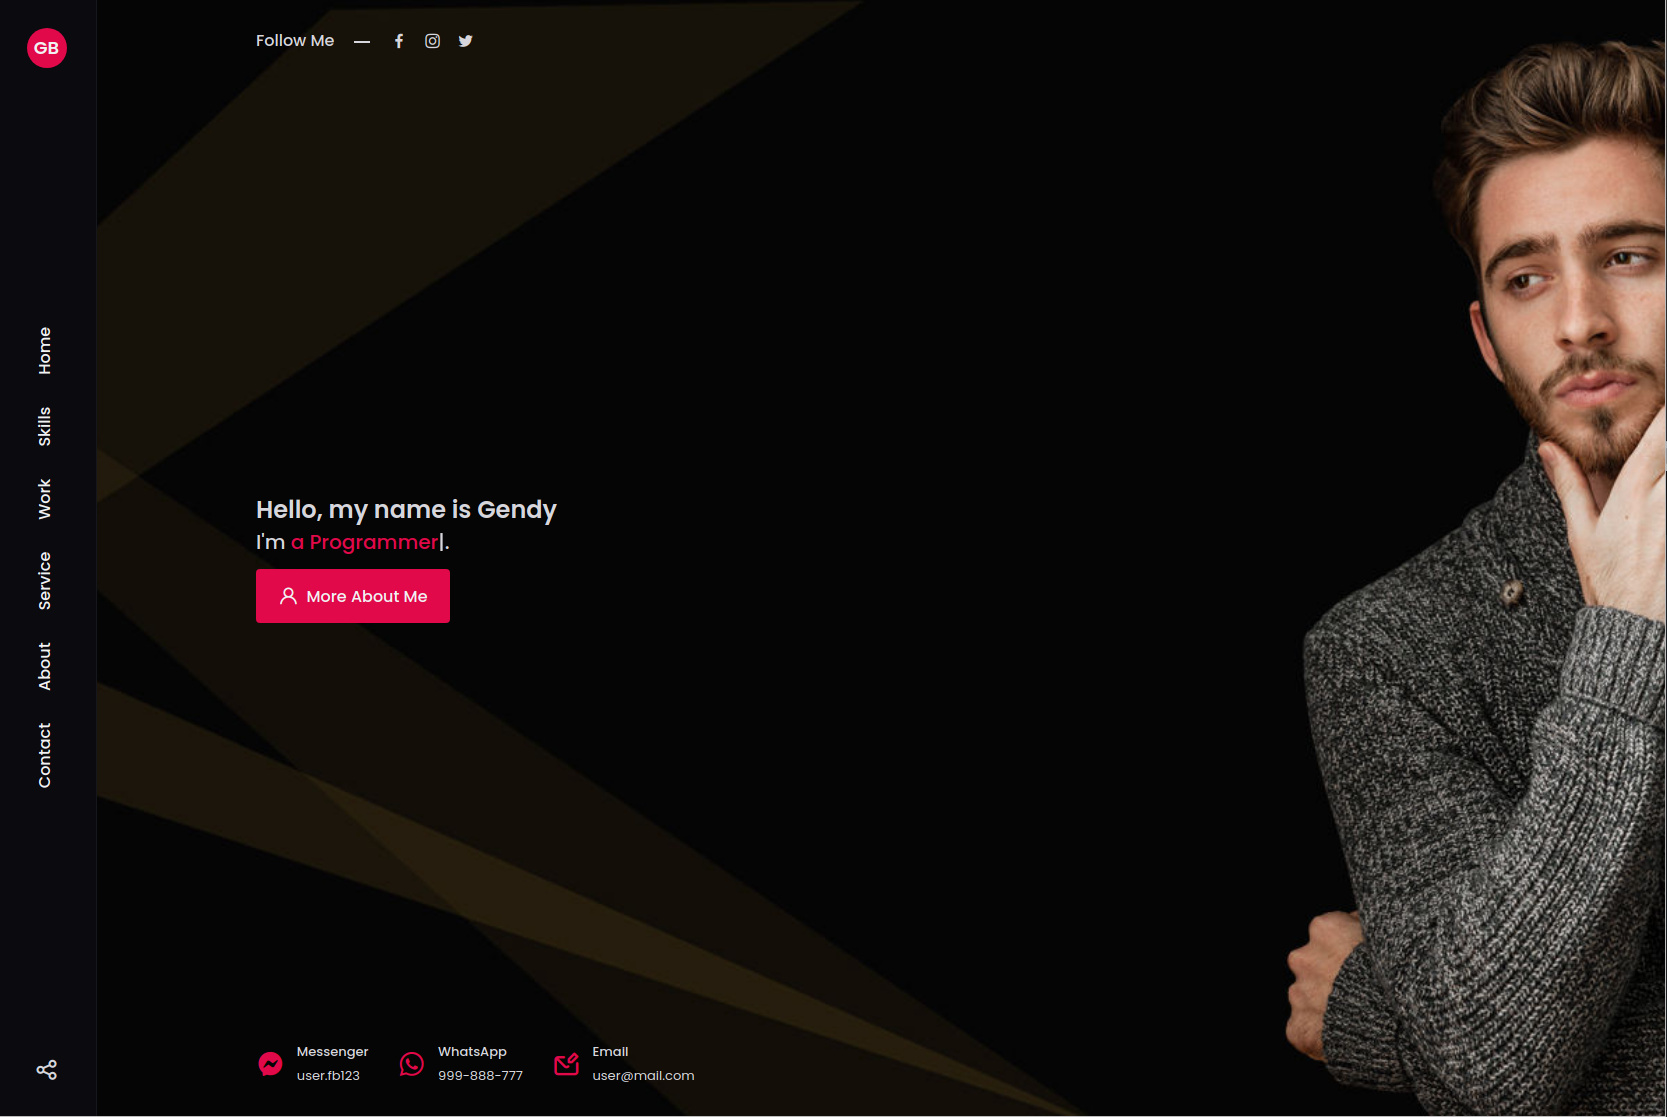 GB
Home
Skills
Work
Service
About
Contact
Follow Me
Hello, my name is Gendy
I'm a Programmer|.
More About Me
Messenger
user.fb123
WhatsApp
999-888-777
Email
user@mail.com